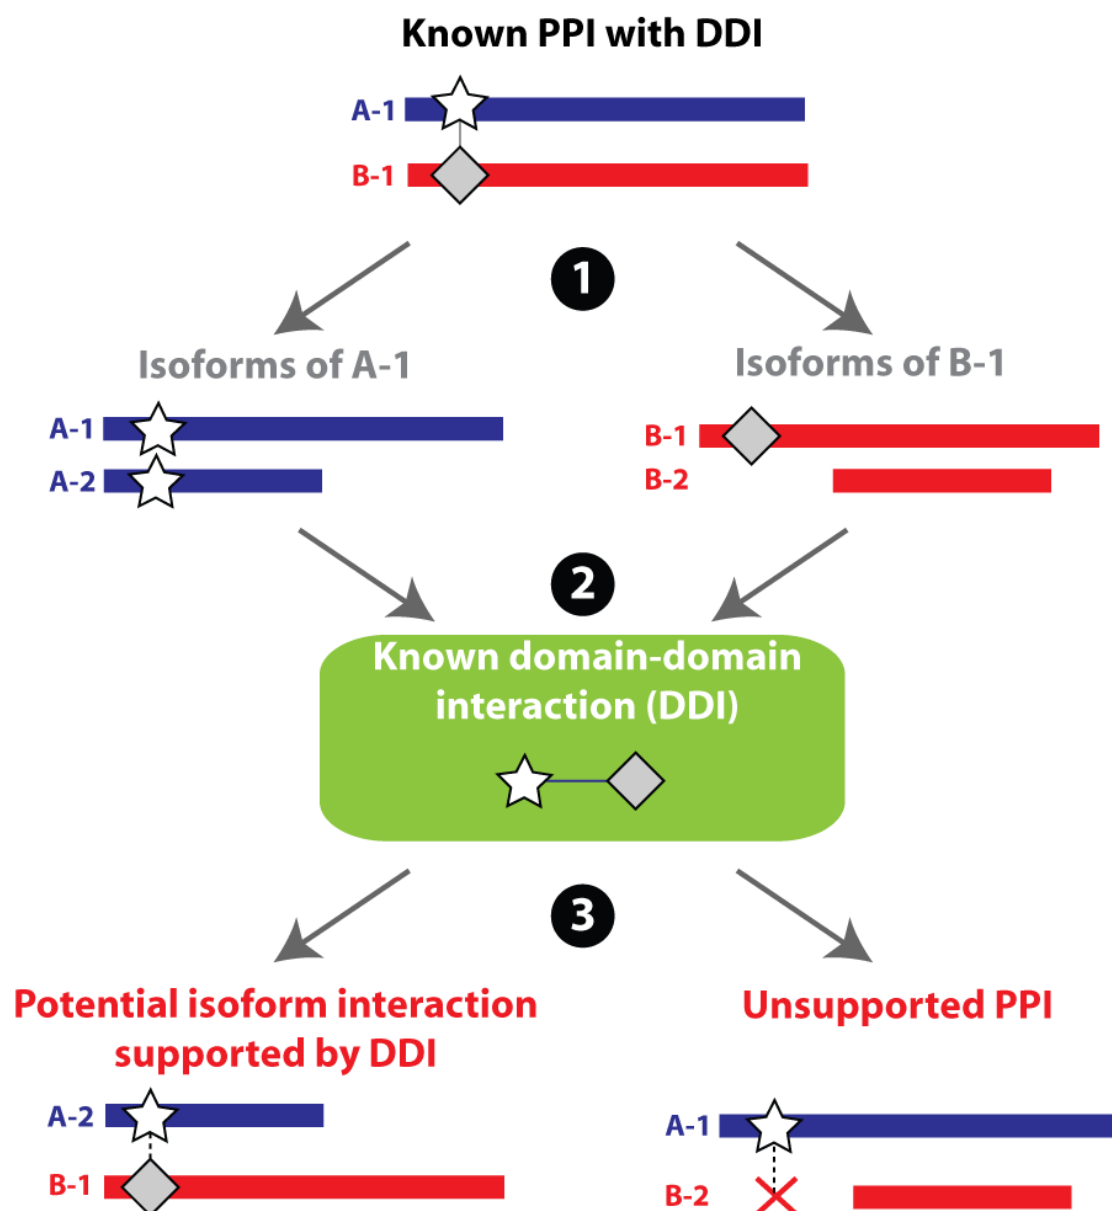 Known PPI with DDI
A-1
B-1
1
Isoforms of A-1
Isoforms of B-1
A-1
A-2
B-1
B-2
2
Known domain-domain
interaction (DDI)
3
Potential isoform interaction
supported by DDI
Unsupported PPI
A-2
B-1
A-1
B-2